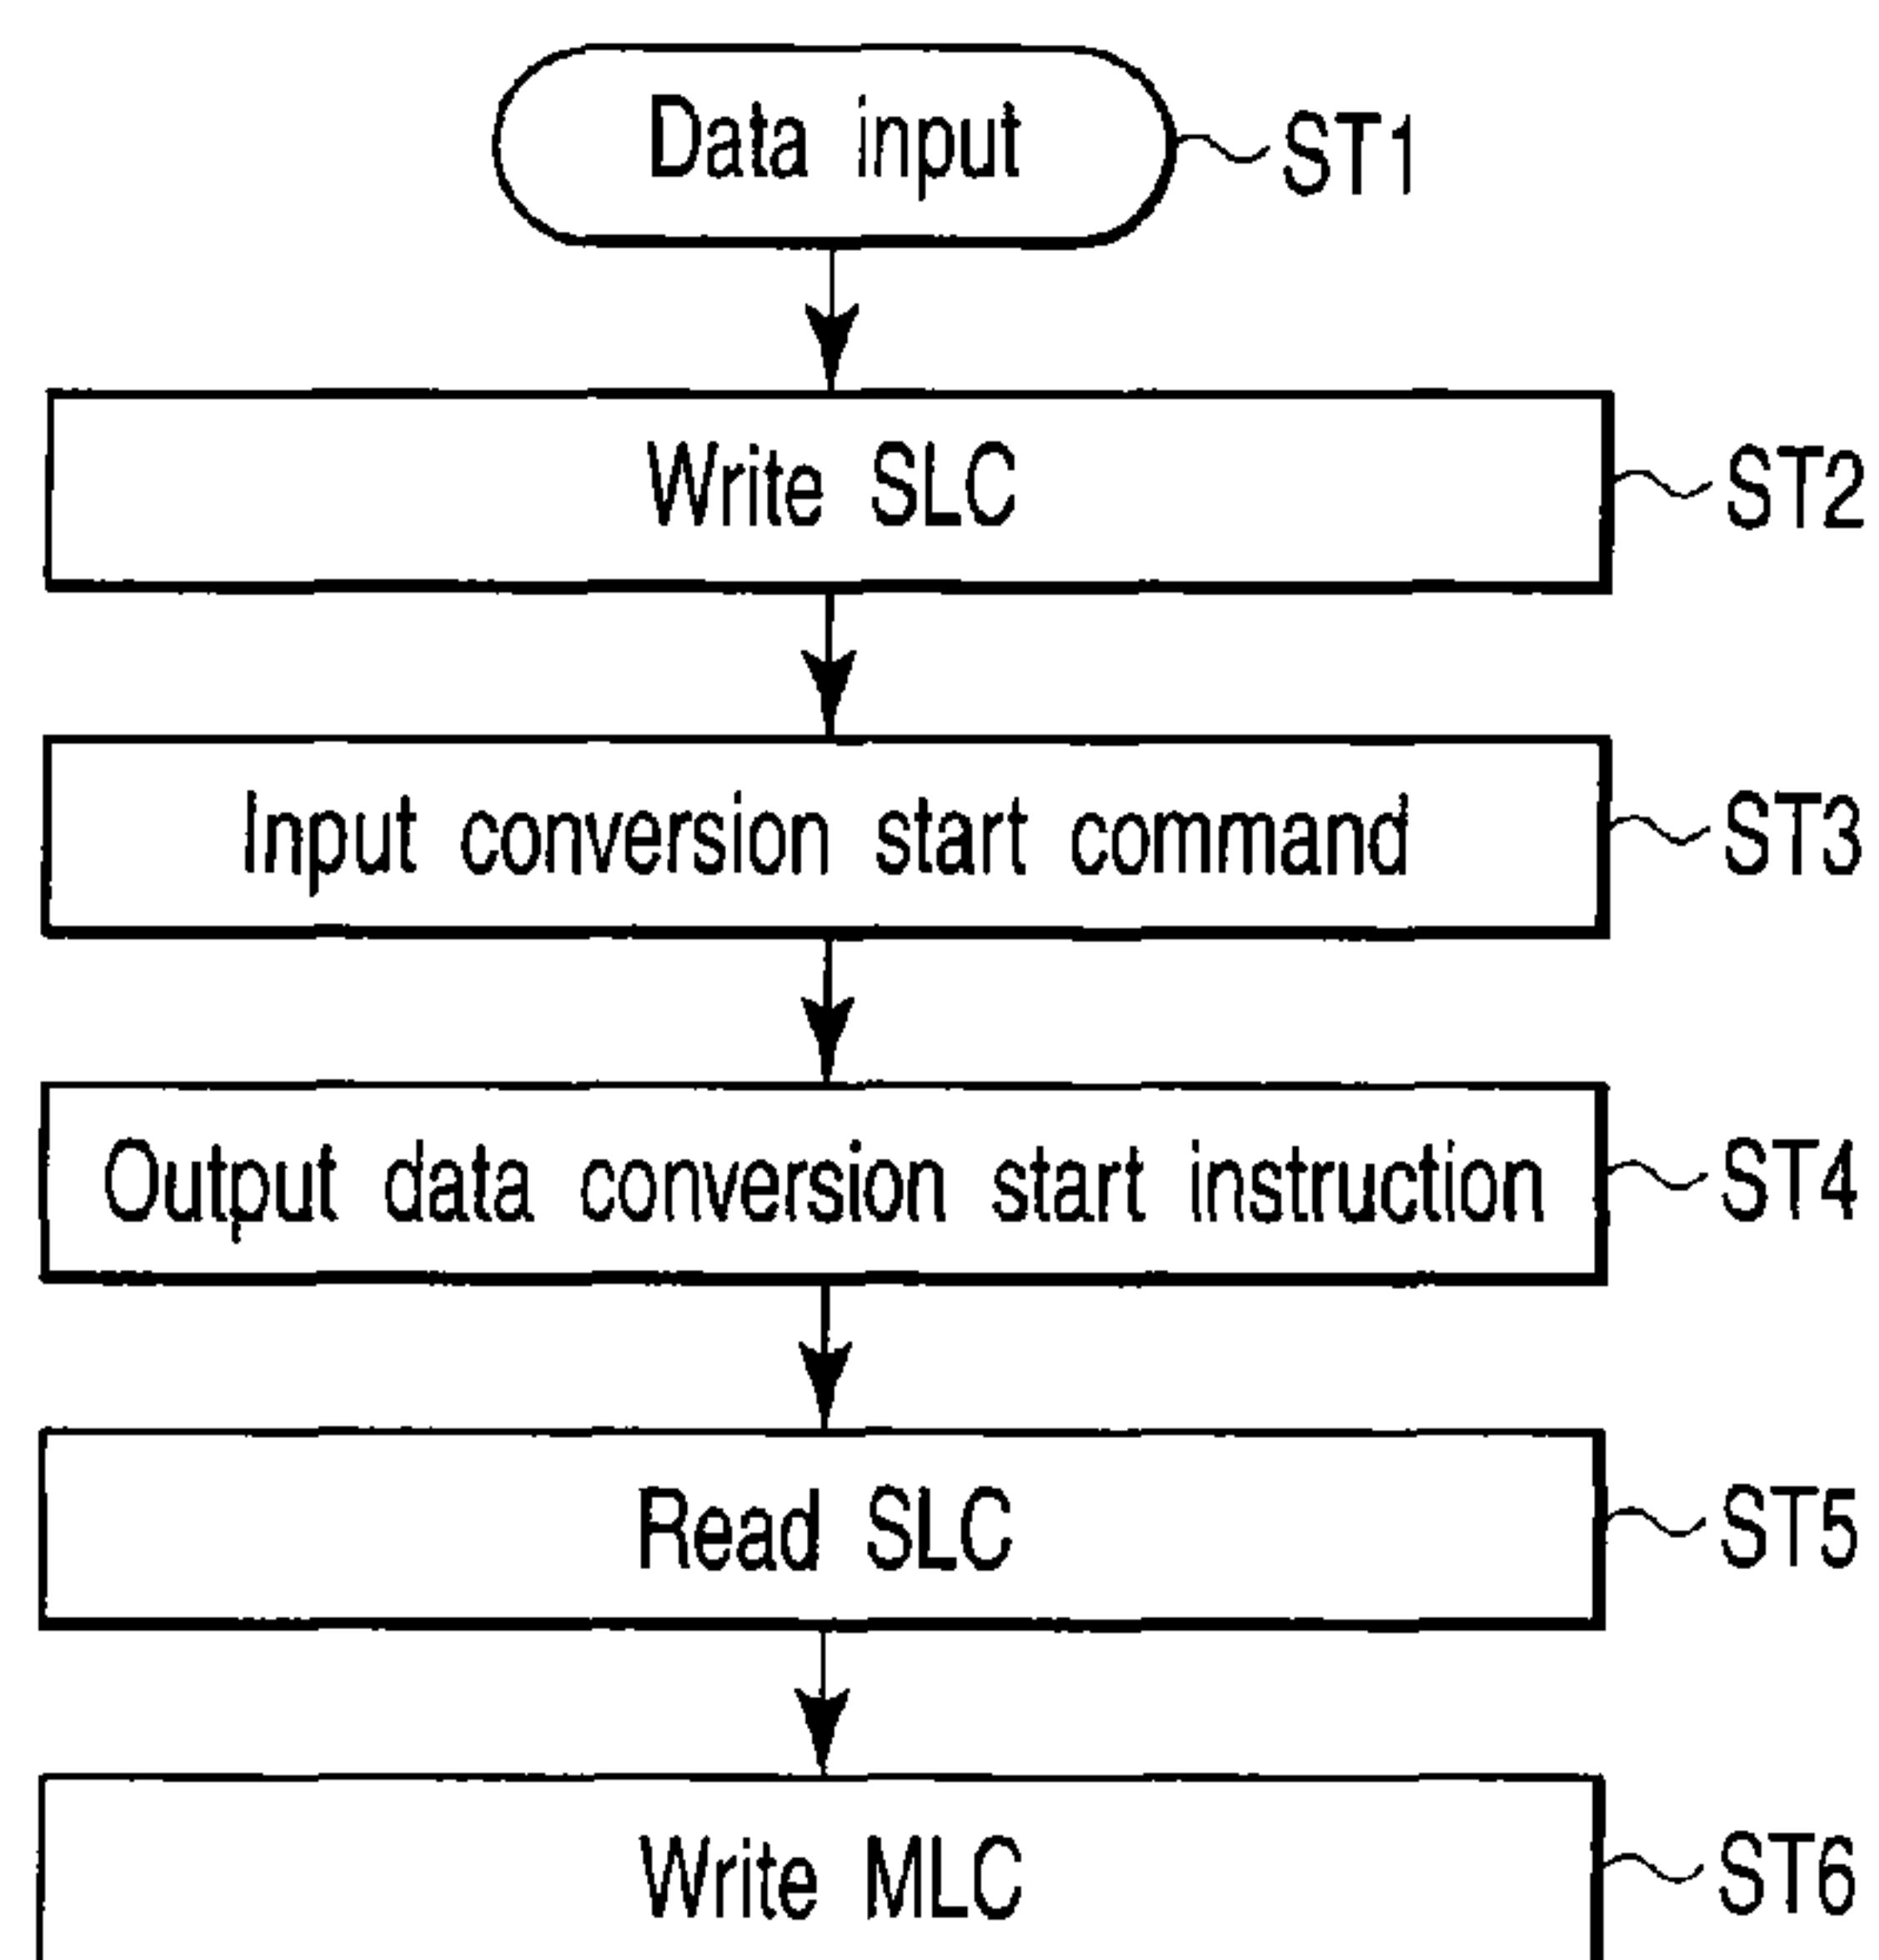 Data input ST1
Write SLC ST2
Input conversion start command ST3
Output data conversion start instruction ST4
Read SLC ST5
Write MLC ST6